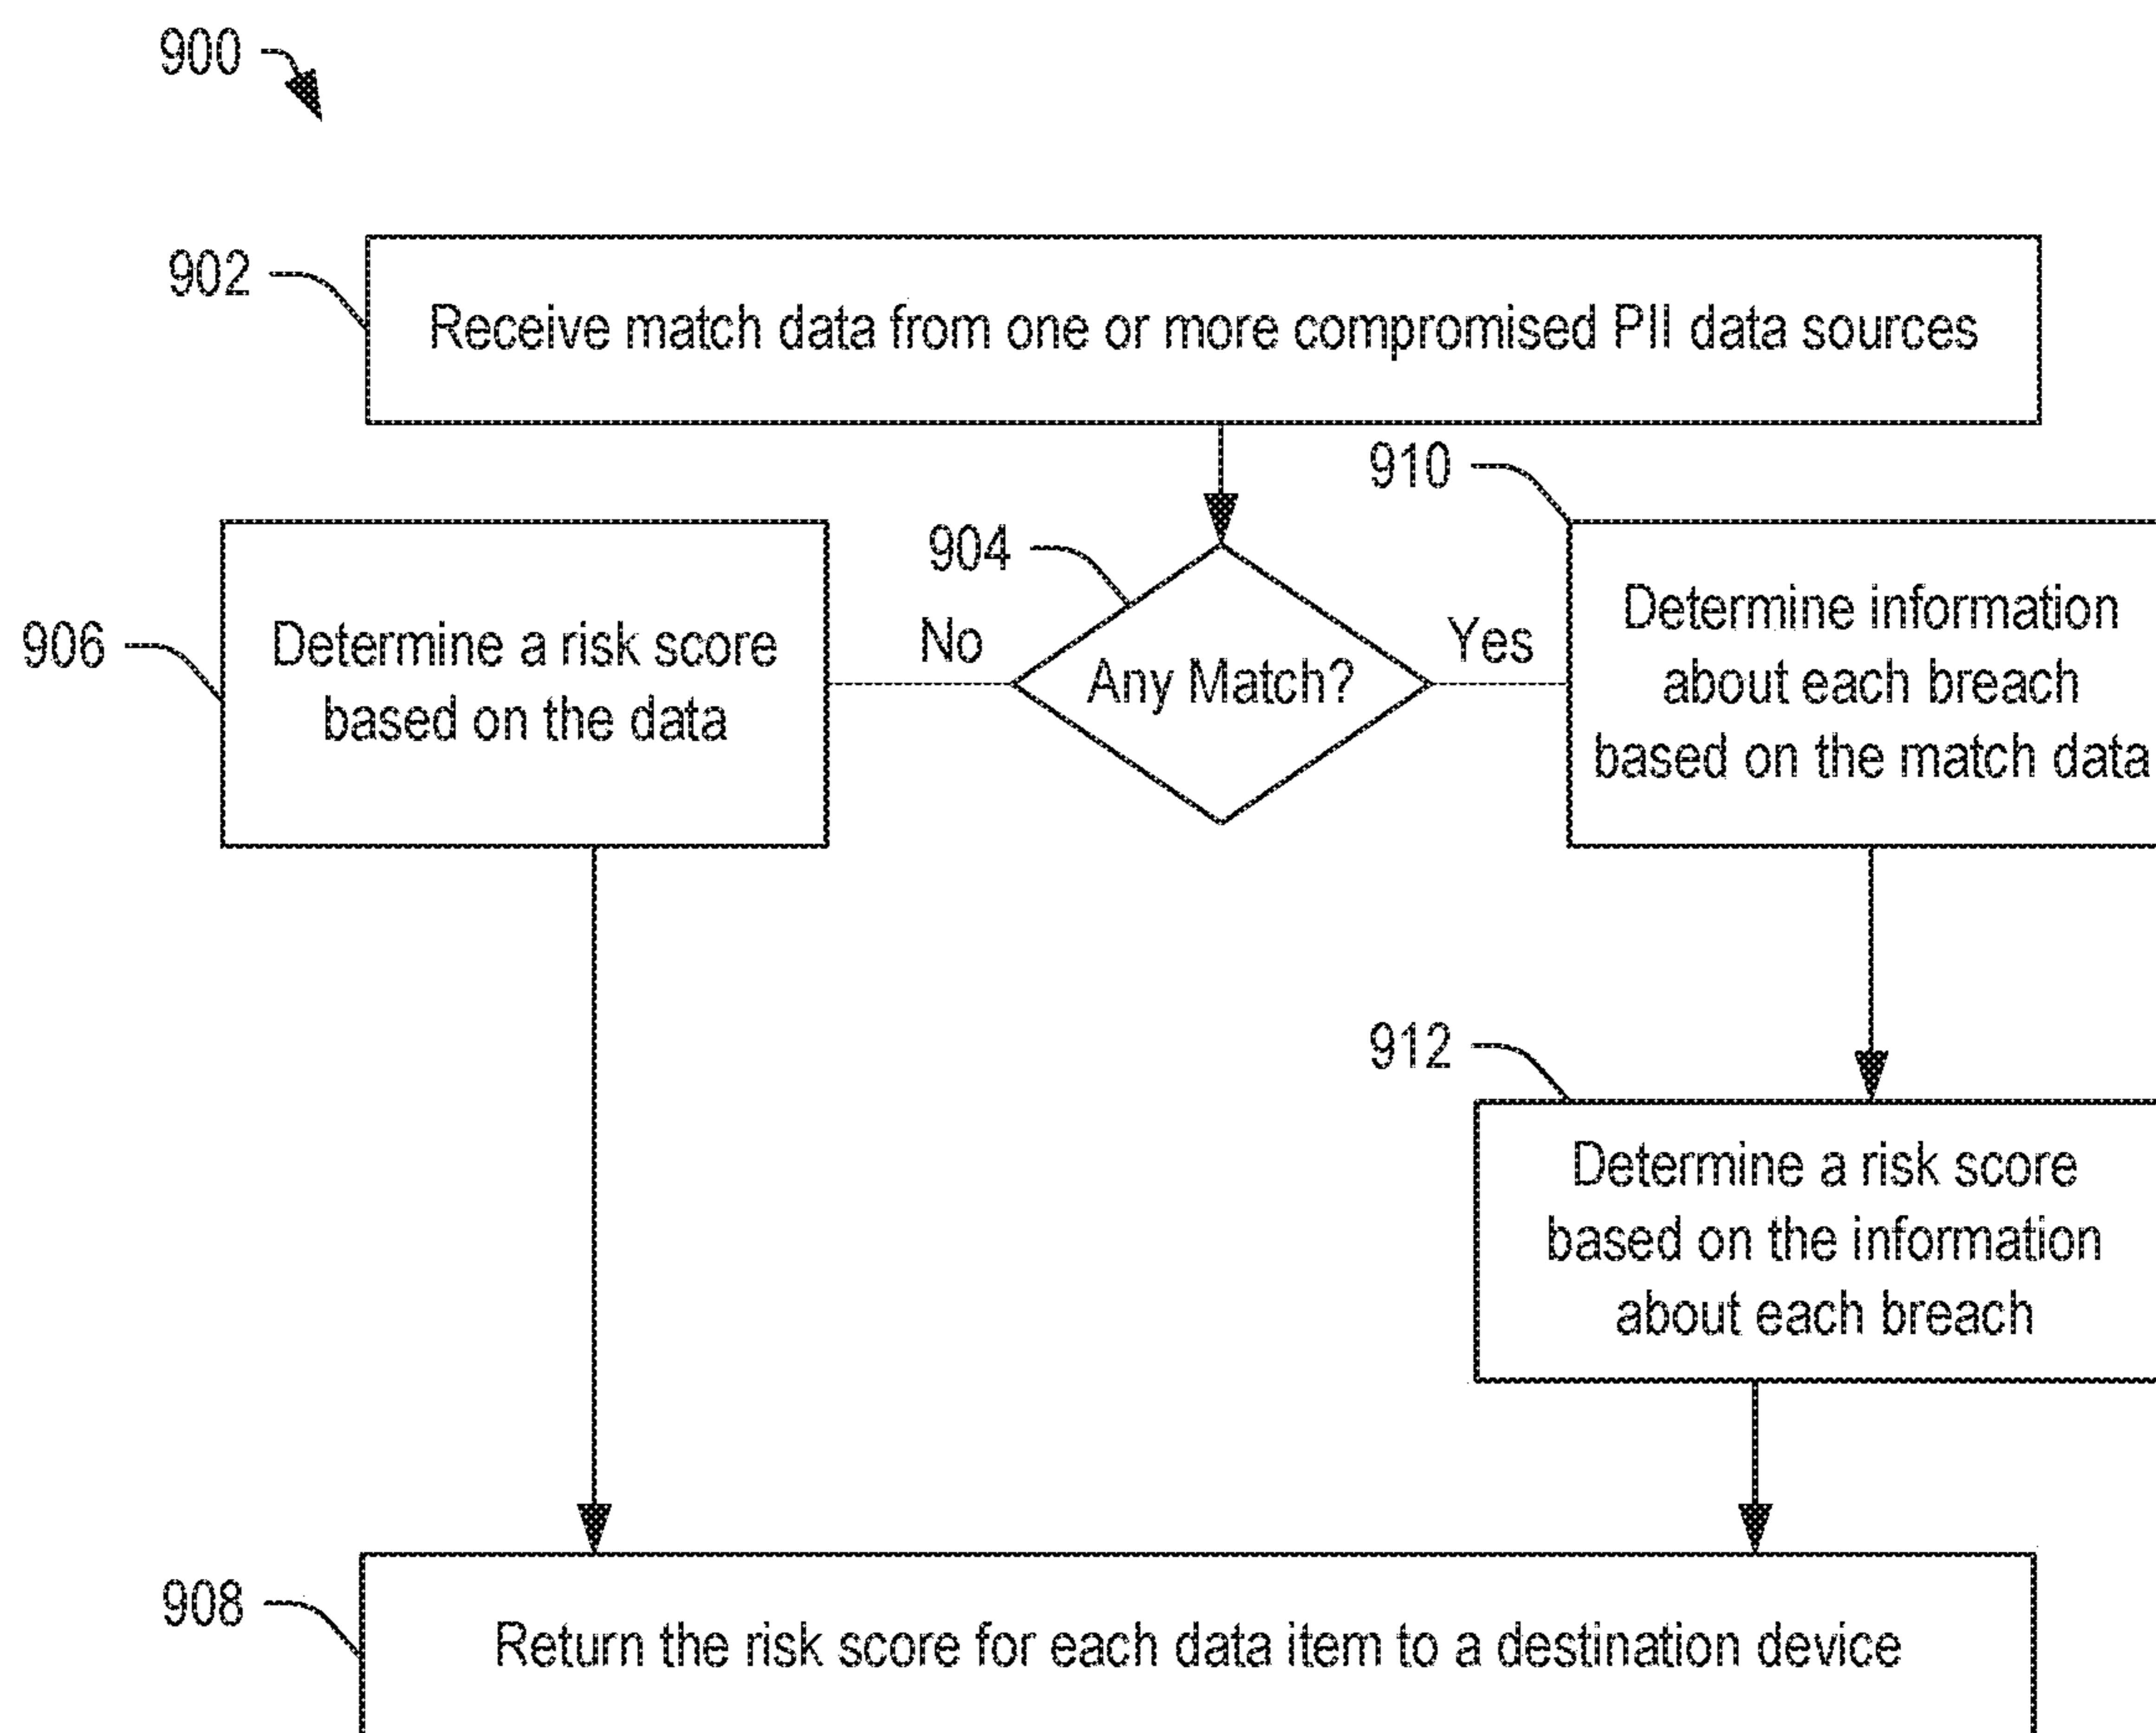 900
902
Receive match data from one or more compromised PII data sources
910
904
906
Determine a risk score
based on the data
No
Any Match?
Yes
Determine information
about each breach
based on the match data
912
Determine a risk score
based on the information
about each breach
908
Return the risk score for each data item to a destination device